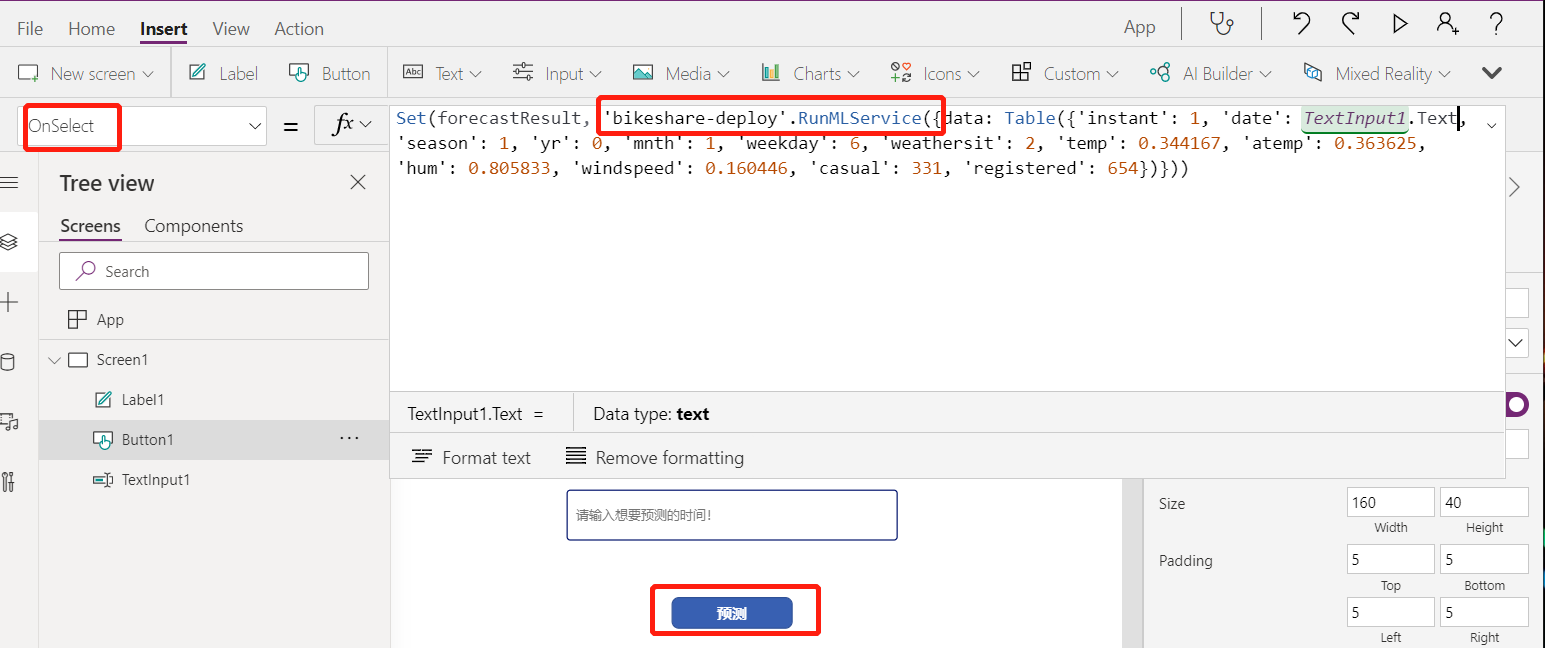 File Home Insert View Action App
New screen Label Button Abc Text Input Media Charts Icons Custom AI Builder Mixed Reality
OnSelect = fx
Set(forecastResult, 'bikeshare-deploy'.RunMLService({data: Table({'instant': 1, 'date': TextInput1.Text,
'season': 1, 'yr': 0, 'mnth': 1, 'weekday': 6, 'weathersit': 2, 'temp': 0.344167, 'atemp': 0.363625,
'hum': 0.805833, 'windspeed': 0.160446, 'casual': 331, 'registered': 654})}))
Tree view
Screens Components
Search
App
Screen1
Label1
Button1 ...
TextInput1
TextInput1.Text = Data type: text
Format text Remove formatting
请输入想要预测的时间!
预测
Size 160 40
Width Height
Padding 5 5
Top Bottom
5 5
Left Right